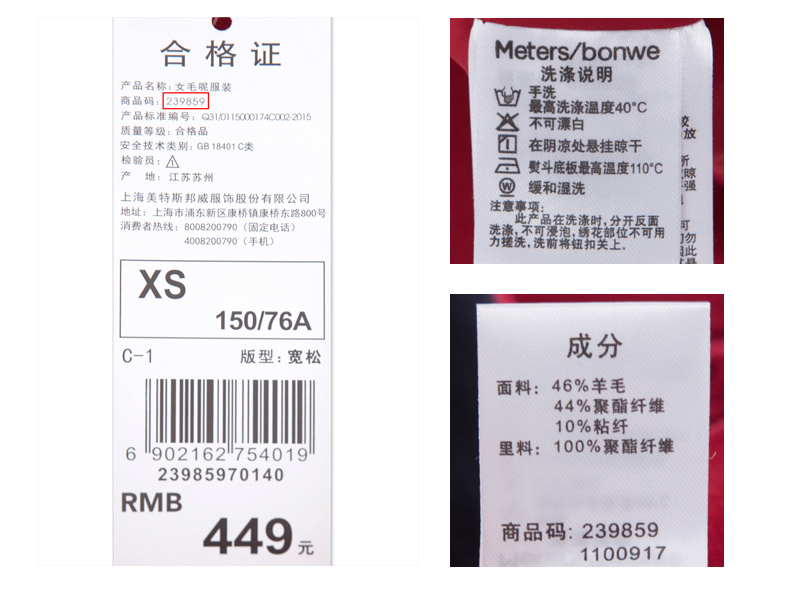 合格证
产品名称: 女毛呢服装
商品码: 239859
产品标准编号: Q31/0115000174C002-2015
质量等级: 合格品
安全技术类别: GB 18401 C类
检验员:
产 地: 江苏苏州
上海美特斯邦威服饰股份有限公司
地址: 上海市浦东新区康桥镇康桥东路800号
消费者热线: 8008200790（固定电话）
4008200790（手机）
XS
150/76A
C-1 版型: 宽松
6 902162 754019
23985970140
RMB
449元
Meters/bonwe
洗涤说明
手洗
最高洗涤温度40°C
不可漂白
在阴凉处悬挂晾干
熨斗底板最高温度110°C
缓和湿洗
注意事项:
此产品在洗涤时,分开反面
洗涤,不可浸泡,绣花部位不可用
力搓洗,洗前将钮扣关上.
成分
面料: 46%羊毛
44%聚酯纤维
10%粘纤
里料: 100%聚酯纤维
商品码: 239859
1100917